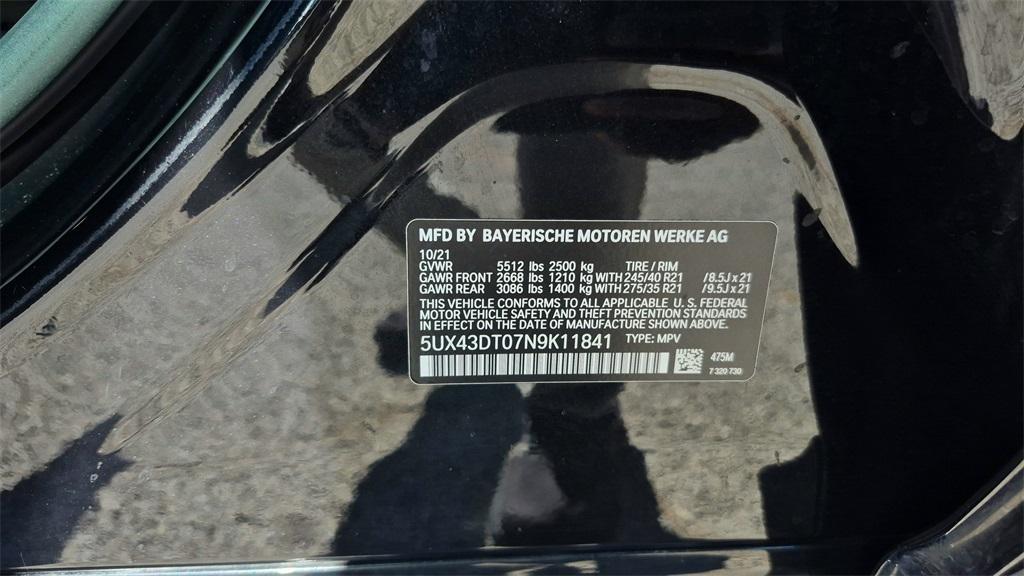 MFD BY BAYERISCHE MOTOREN WERKE AG
10/21
GVWR 5512 lbs 2500 kg TIRE / RIM
GAWR FRONT 2668 lbs 1210 kg WITH 245/40 R21 /8.5J x 21
GAWR REAR 3086 lbs 1400 kg WITH 275/35 R21 /9.5J x 21
THIS VEHICLE CONFORMS TO ALL APPLICABLE U.S. FEDERAL
MOTOR VEHICLE SAFETY AND THEFT PREVENTION STANDARDS
IN EFFECT ON THE DATE OF MANUFACTURE SHOWN ABOVE.
5UX43DT07N9K11841 TYPE: MPV
475M
7 320 730